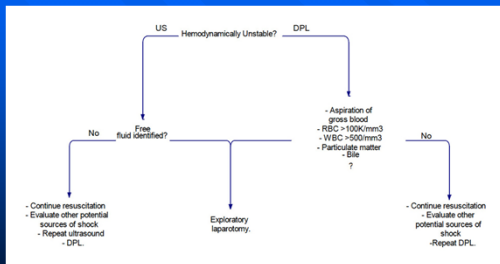 US
Hemodynamically Unstable?
DPL
No
Free
fluid identified?
- Aspiration of
gross blood
- RBC >100K/mm3
- WBC >500/mm3
- Particulate matter
- Bile
?
No
- Continue resuscitation
- Evaluate other potential
sources of shock
- Repeat ultrasound
- DPL.
Exploratory
laparotomy.
- Continue resuscitation
- Evaluate other
potential sources of
shock
-Repeat DPL.